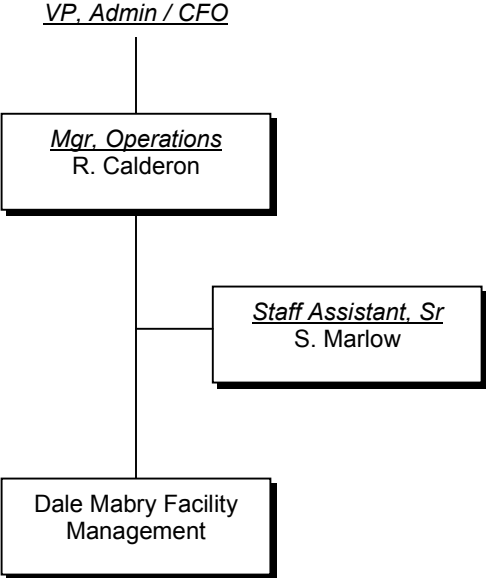 VP, Admin / CFO
Mgr, Operations
R. Calderon
Staff Assistant, Sr
S. Marlow
Dale Mabry Facility
Management